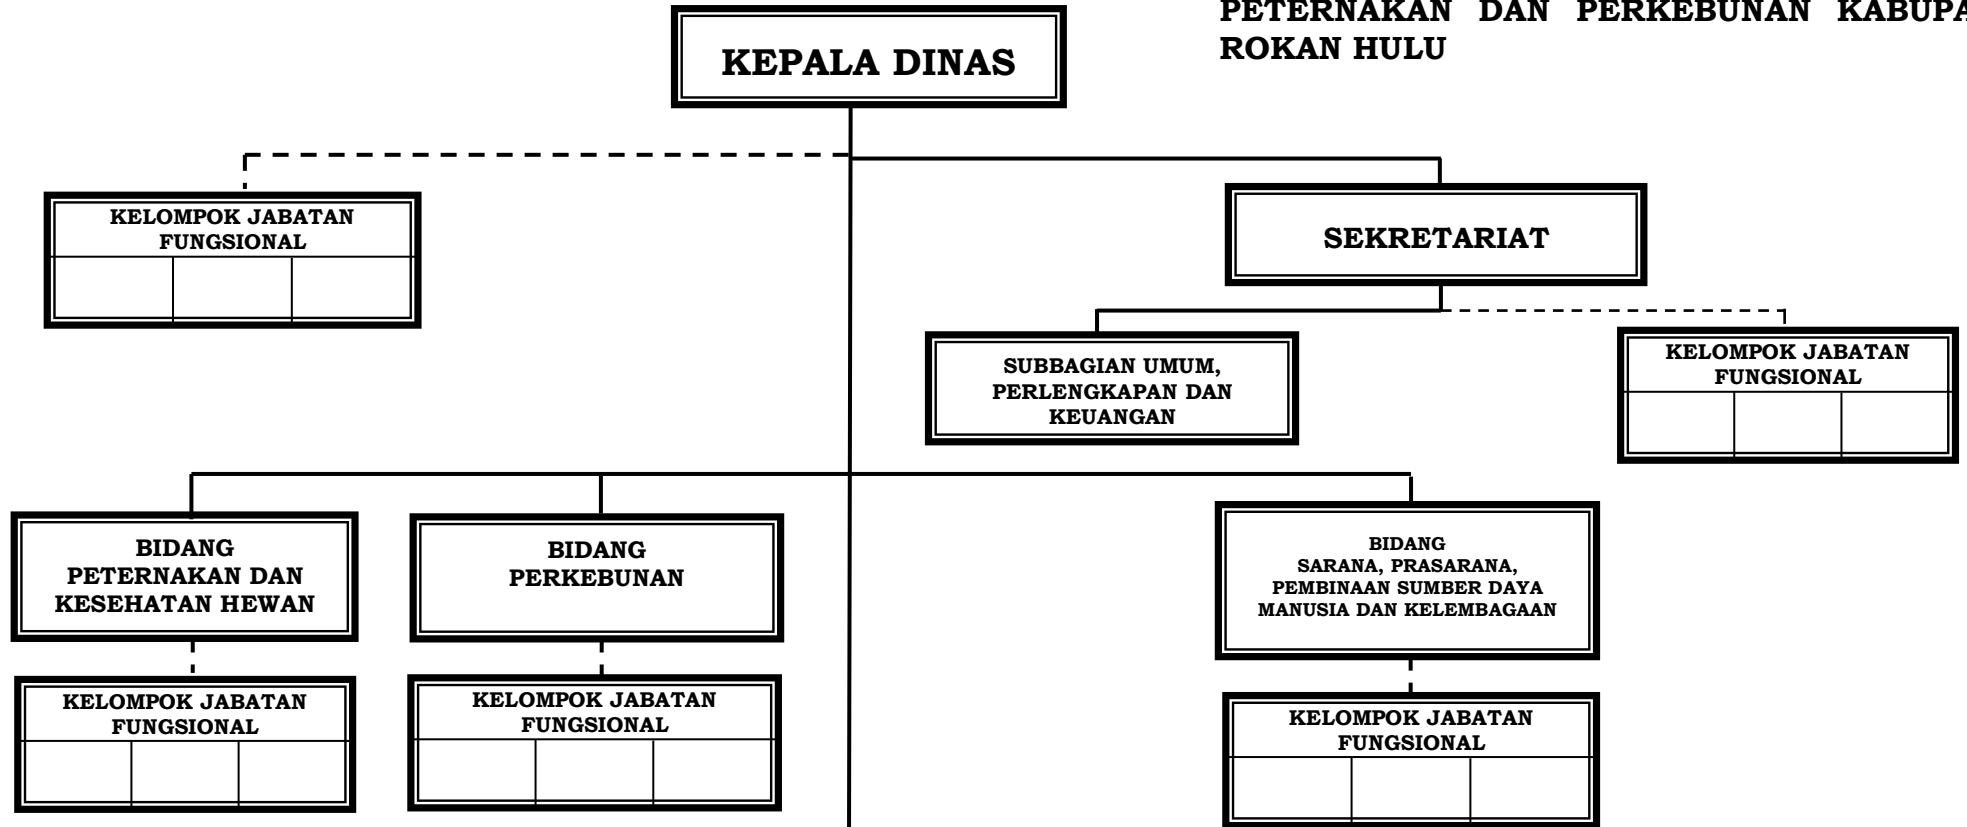 PETERNAKAN DAN PERKEBUNAN
ROKAN HULU
KEPALA DINAS
KELOMPOK JABATAN
FUNGSIONAL
SEKRETARIAT
SUBBAGIAN UMUM,
PERLENGKAPAN DAN
KEUANGAN
KELOMPOK JABATAN
FUNGSIONAL
BIDANG
PETERNAKAN DAN
KESEHATAN HEWAN
BIDANG
PERKEBUNAN
BIDANG
SARANA, PRASARANA,
PEMBINAAN SUMBER DAYA
MANUSIA DAN KELEMBAGAAN
KELOMPOK JABATAN
FUNGSIONAL
KELOMPOK JABATAN
FUNGSIONAL
KELOMPOK JABATAN
FUNGSIONAL